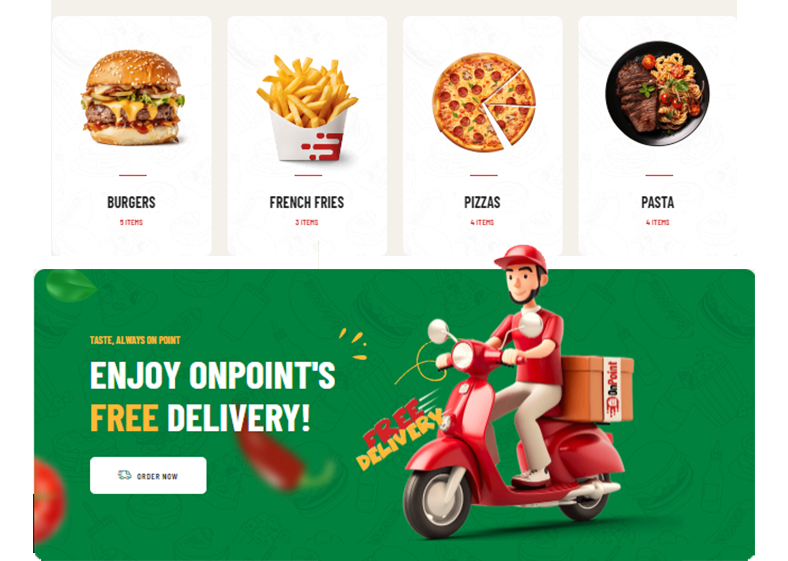 BURGERS
5 ITEMS
FRENCH FRIES
3 ITEMS
PIZZAS
4 ITEMS
PASTA
4 ITEMS
TASTE, ALWAYS ON POINT
ENJOY ONPOINT'S
FREE DELIVERY!
ORDER NOW
FREE
DELIVERY
OnPoint